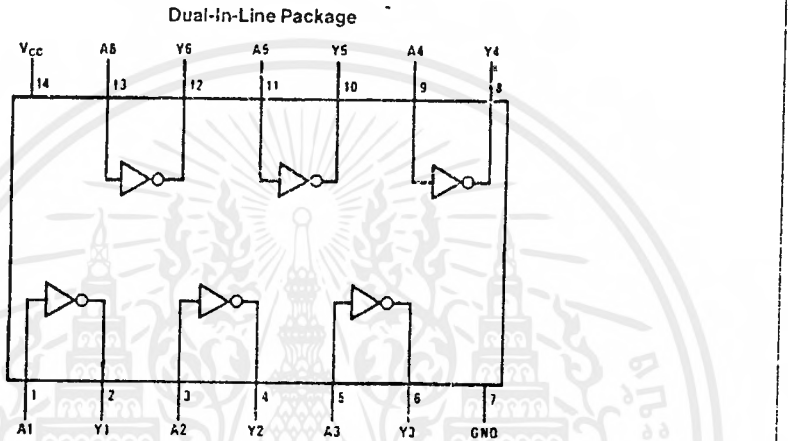 Dual-In-Line Package
VCC A6 Y6 A5 Y5 A4 Y4
14 13 12 11 10 9 8
1 2 3 4 5 6 7
A1 Y1 A2 Y2 A3 Y3 GND